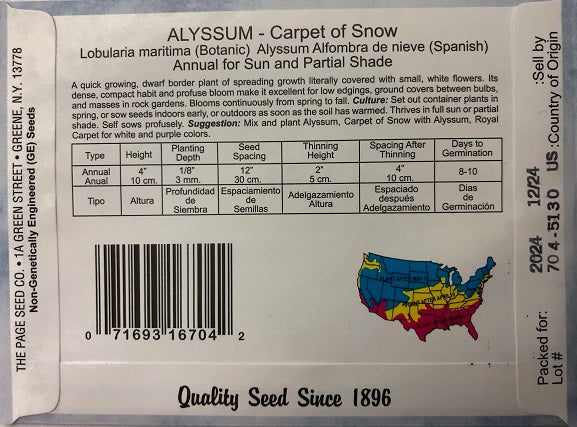 ALYSSUM - Carpet of Snow
Lobularia maritima (Botanic) Alyssum Alfombra de nieve (Spanish)
Annual for Sun and Partial Shade
A quick growing, dwarf border plant of spreading growth literally covered with small, white flowers. Its
dense, compact habit and profuse bloom make it excellent for low edgings, ground covers between bulbs,
and masses in rock gardens. Blooms continuously from spring to fall. Culture: Set out container plants in
spring, or sow seeds indoors early, or outdoors as soon as the soil has warmed. Thrives in full sun or partial
shade. Self sows profusely. Suggestion: Mix and plant Alyssum, Carpet of Snow with Alyssum, Royal
Carpet for white and purple colors.
Type Height Planting Depth Seed Spacing Thinning Height Spacing After Thinning Days to Germination
Annual Anual 4" 10 cm. 1/8" 3 mm. 12" 30 cm. 2" 5 cm. 4" 10 cm. 8-10
Tipo Altura Profundidad de Siembra Espaciamiento de Semillas Adelgazamiento Altura Espaciado después Adelgazamiento Dias de Germinación
0 71693 16704 2
PLANT AFTER
PLANT AFTER
PLANT AFTER
Quality Seed Since 1896
THE PAGE SEED CO. • 1A GREEN STREET • GREENE, N.Y. 13778
Non-Genetically Engineered (GE) Seeds
Packed for: 2024 12/24 :Sell by
Lot # 70 4-5130 US :Country of Origin